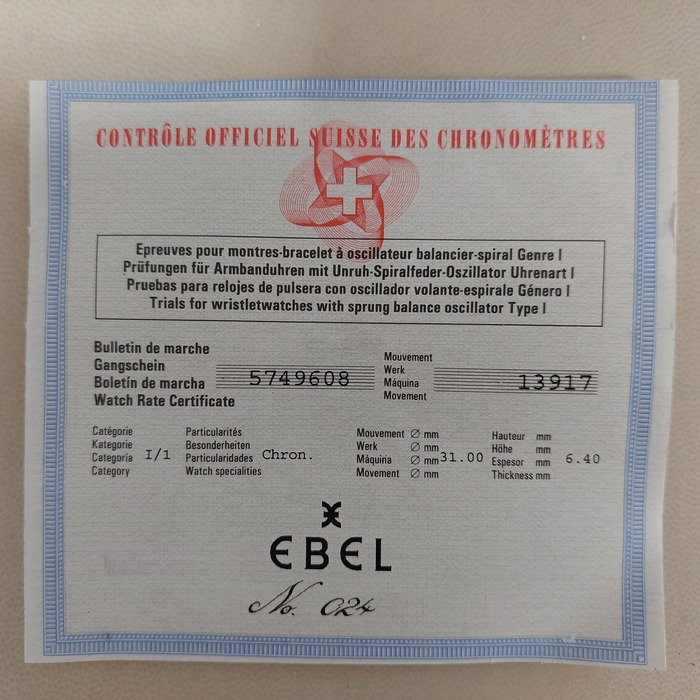 CONTRÔLE OFFICIEL SUISSE DES CHRONOMÈTRES
Epreuves pour montres-bracelet à oscillateur balancier-spiral Genre I
Prüfungen für Armbanduhren mit Unruh-Spiralfeder-Oszillator Uhrenart I
Pruebas para relojes de pulsera con oscillador volante-espirale Género I
Trials for wristletwatches with sprung balance oscillator Type I
Bulletin de marche
Gangschein
Boletín de marcha
Watch Rate Certificate
5749608
Mouvement
Werk
Máquina
Movement
13917
Catégorie
Kategorie
Categoría
Category
I/1
Particularités
Besonderheiten
Particularidades
Watch specialities
Chron.
Mouvement ∅ mm
Werk ∅ mm
Máquina ∅ mm
Movement ∅ mm
31.00
Hauteur mm
Höhe mm
Espesor mm
Thickness mm
6.40
EBEL
No. 024